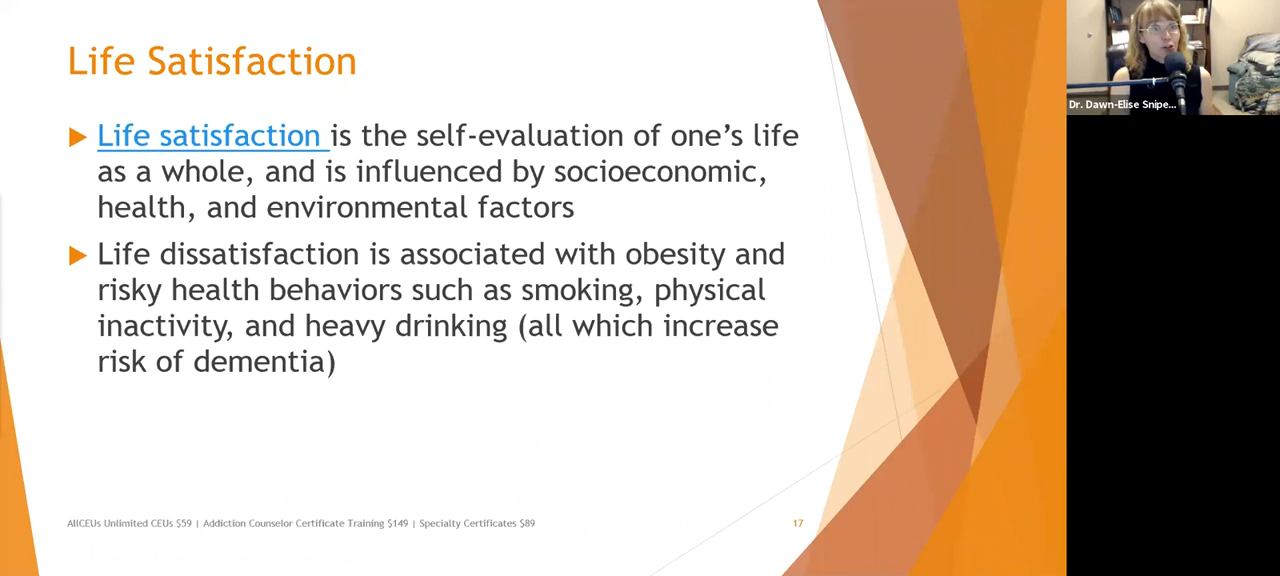 Life Satisfaction
Life satisfaction is the self-evaluation of one's life
as a whole, and is influenced by socioeconomic,
health, and environmental factors
Life dissatisfaction is associated with obesity and
risky health behaviors such as smoking, physical
inactivity, and heavy drinking (all which increase
risk of dementia)
AllCEUs Unlimited CEUs $59 | Addiction Counselor Certificate Training $149 | Specialty Certificates $89
17
Dr. Dawn-Elise Snipe...